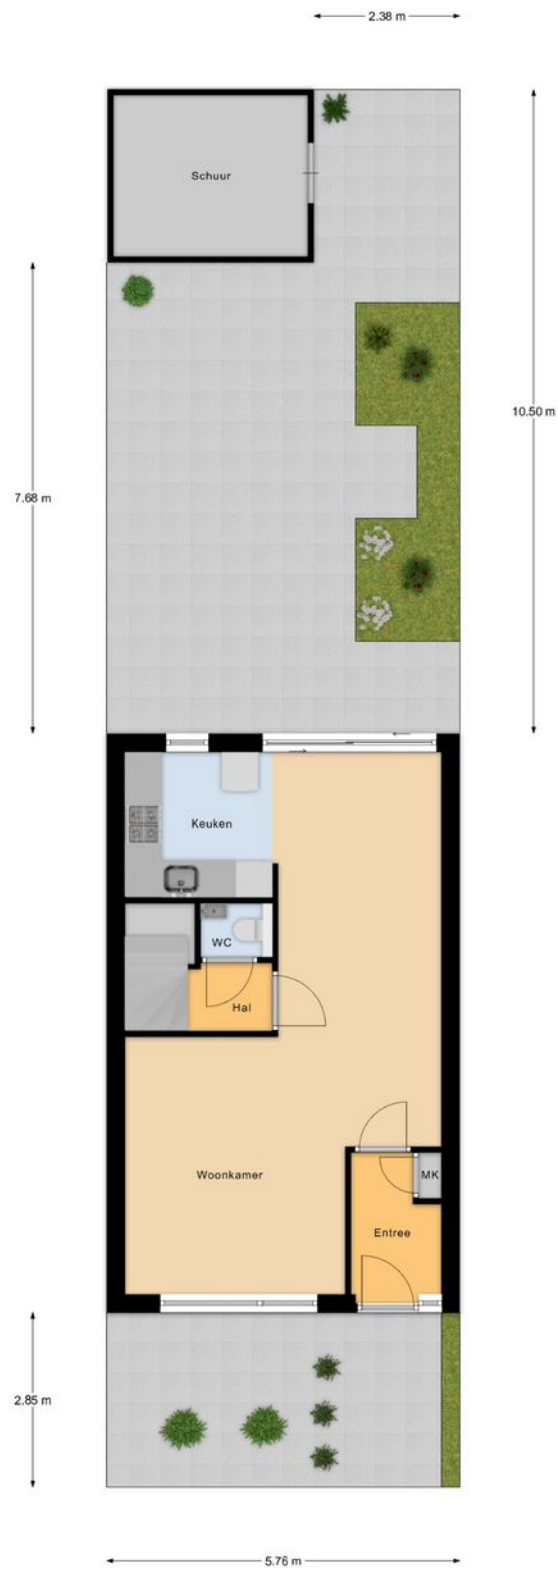 2.38 m
Schuur
10.50 m
7.68 m
Keuken
WC
Hal
Woonkamer
MK
Entree
2.85 m
5.76 m